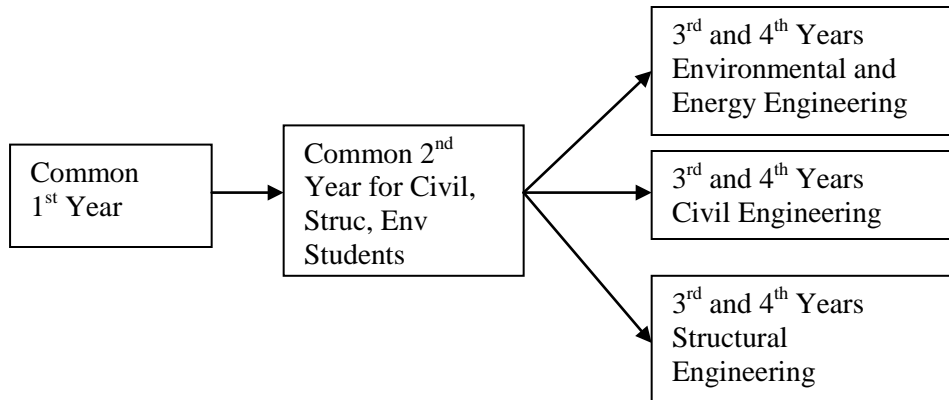 Common
1st Year
Common 2nd
Year for Civil,
Struc, Env
Students
3rd and 4th Years
Environmental and
Energy Engineering
3rd and 4th Years
Civil Engineering
3rd and 4th Years
Structural
Engineering